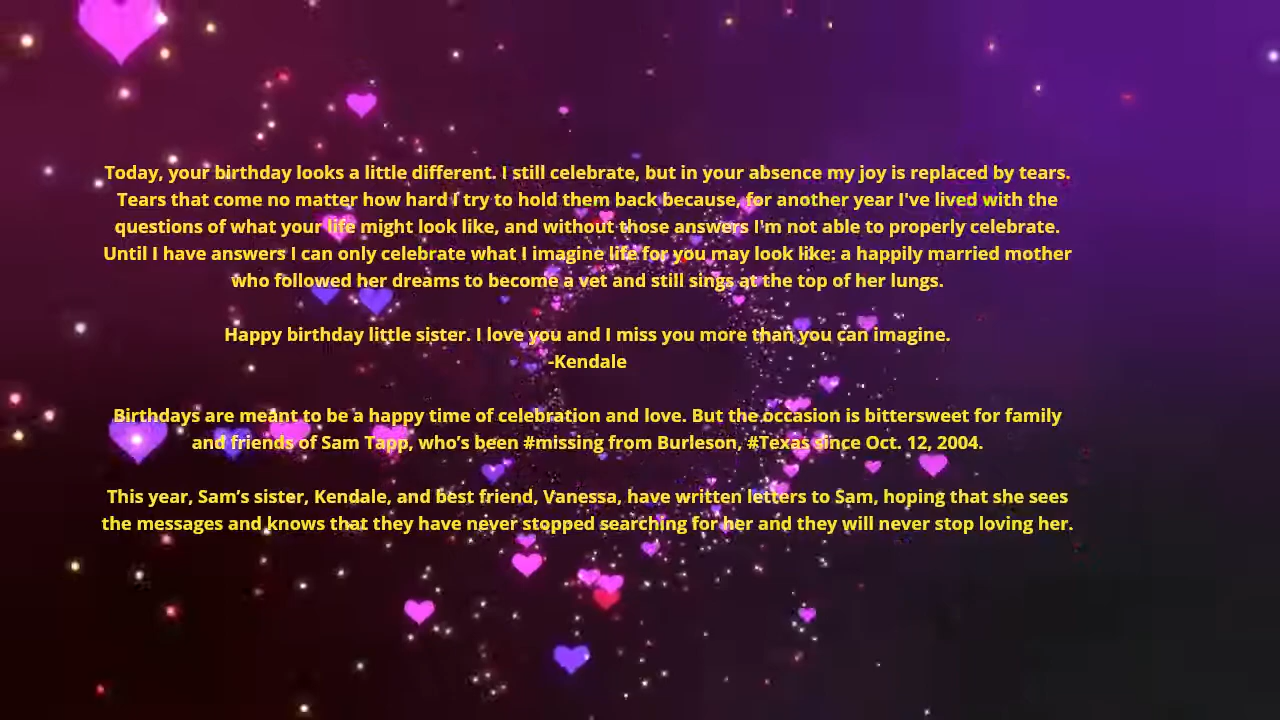 Today, your birthday looks a little different. I still celebrate, but in your absence my joy is replaced by tears.
Tears that come no matter how hard I try to hold them back because, for another year I've lived with the
questions of what your life might look like, and without those answers I'm not able to properly celebrate.
Until I have answers I can only celebrate what I imagine life for you may look like: a happily married mother
who followed her dreams to become a vet and still sings at the top of her lungs.
Happy birthday little sister. I love you and I miss you more than you can imagine.
-Kendale
Birthdays are meant to be a happy time of celebration and love. But the occasion is bittersweet for family
and friends of Sam Tapp, who’s been #missing from Burleson, #Texas since Oct. 12, 2004.
This year, Sam’s sister, Kendale, and best friend, Vanessa, have written letters to Sam, hoping that she sees
the messages and knows that they have never stopped searching for her and they will never stop loving her.